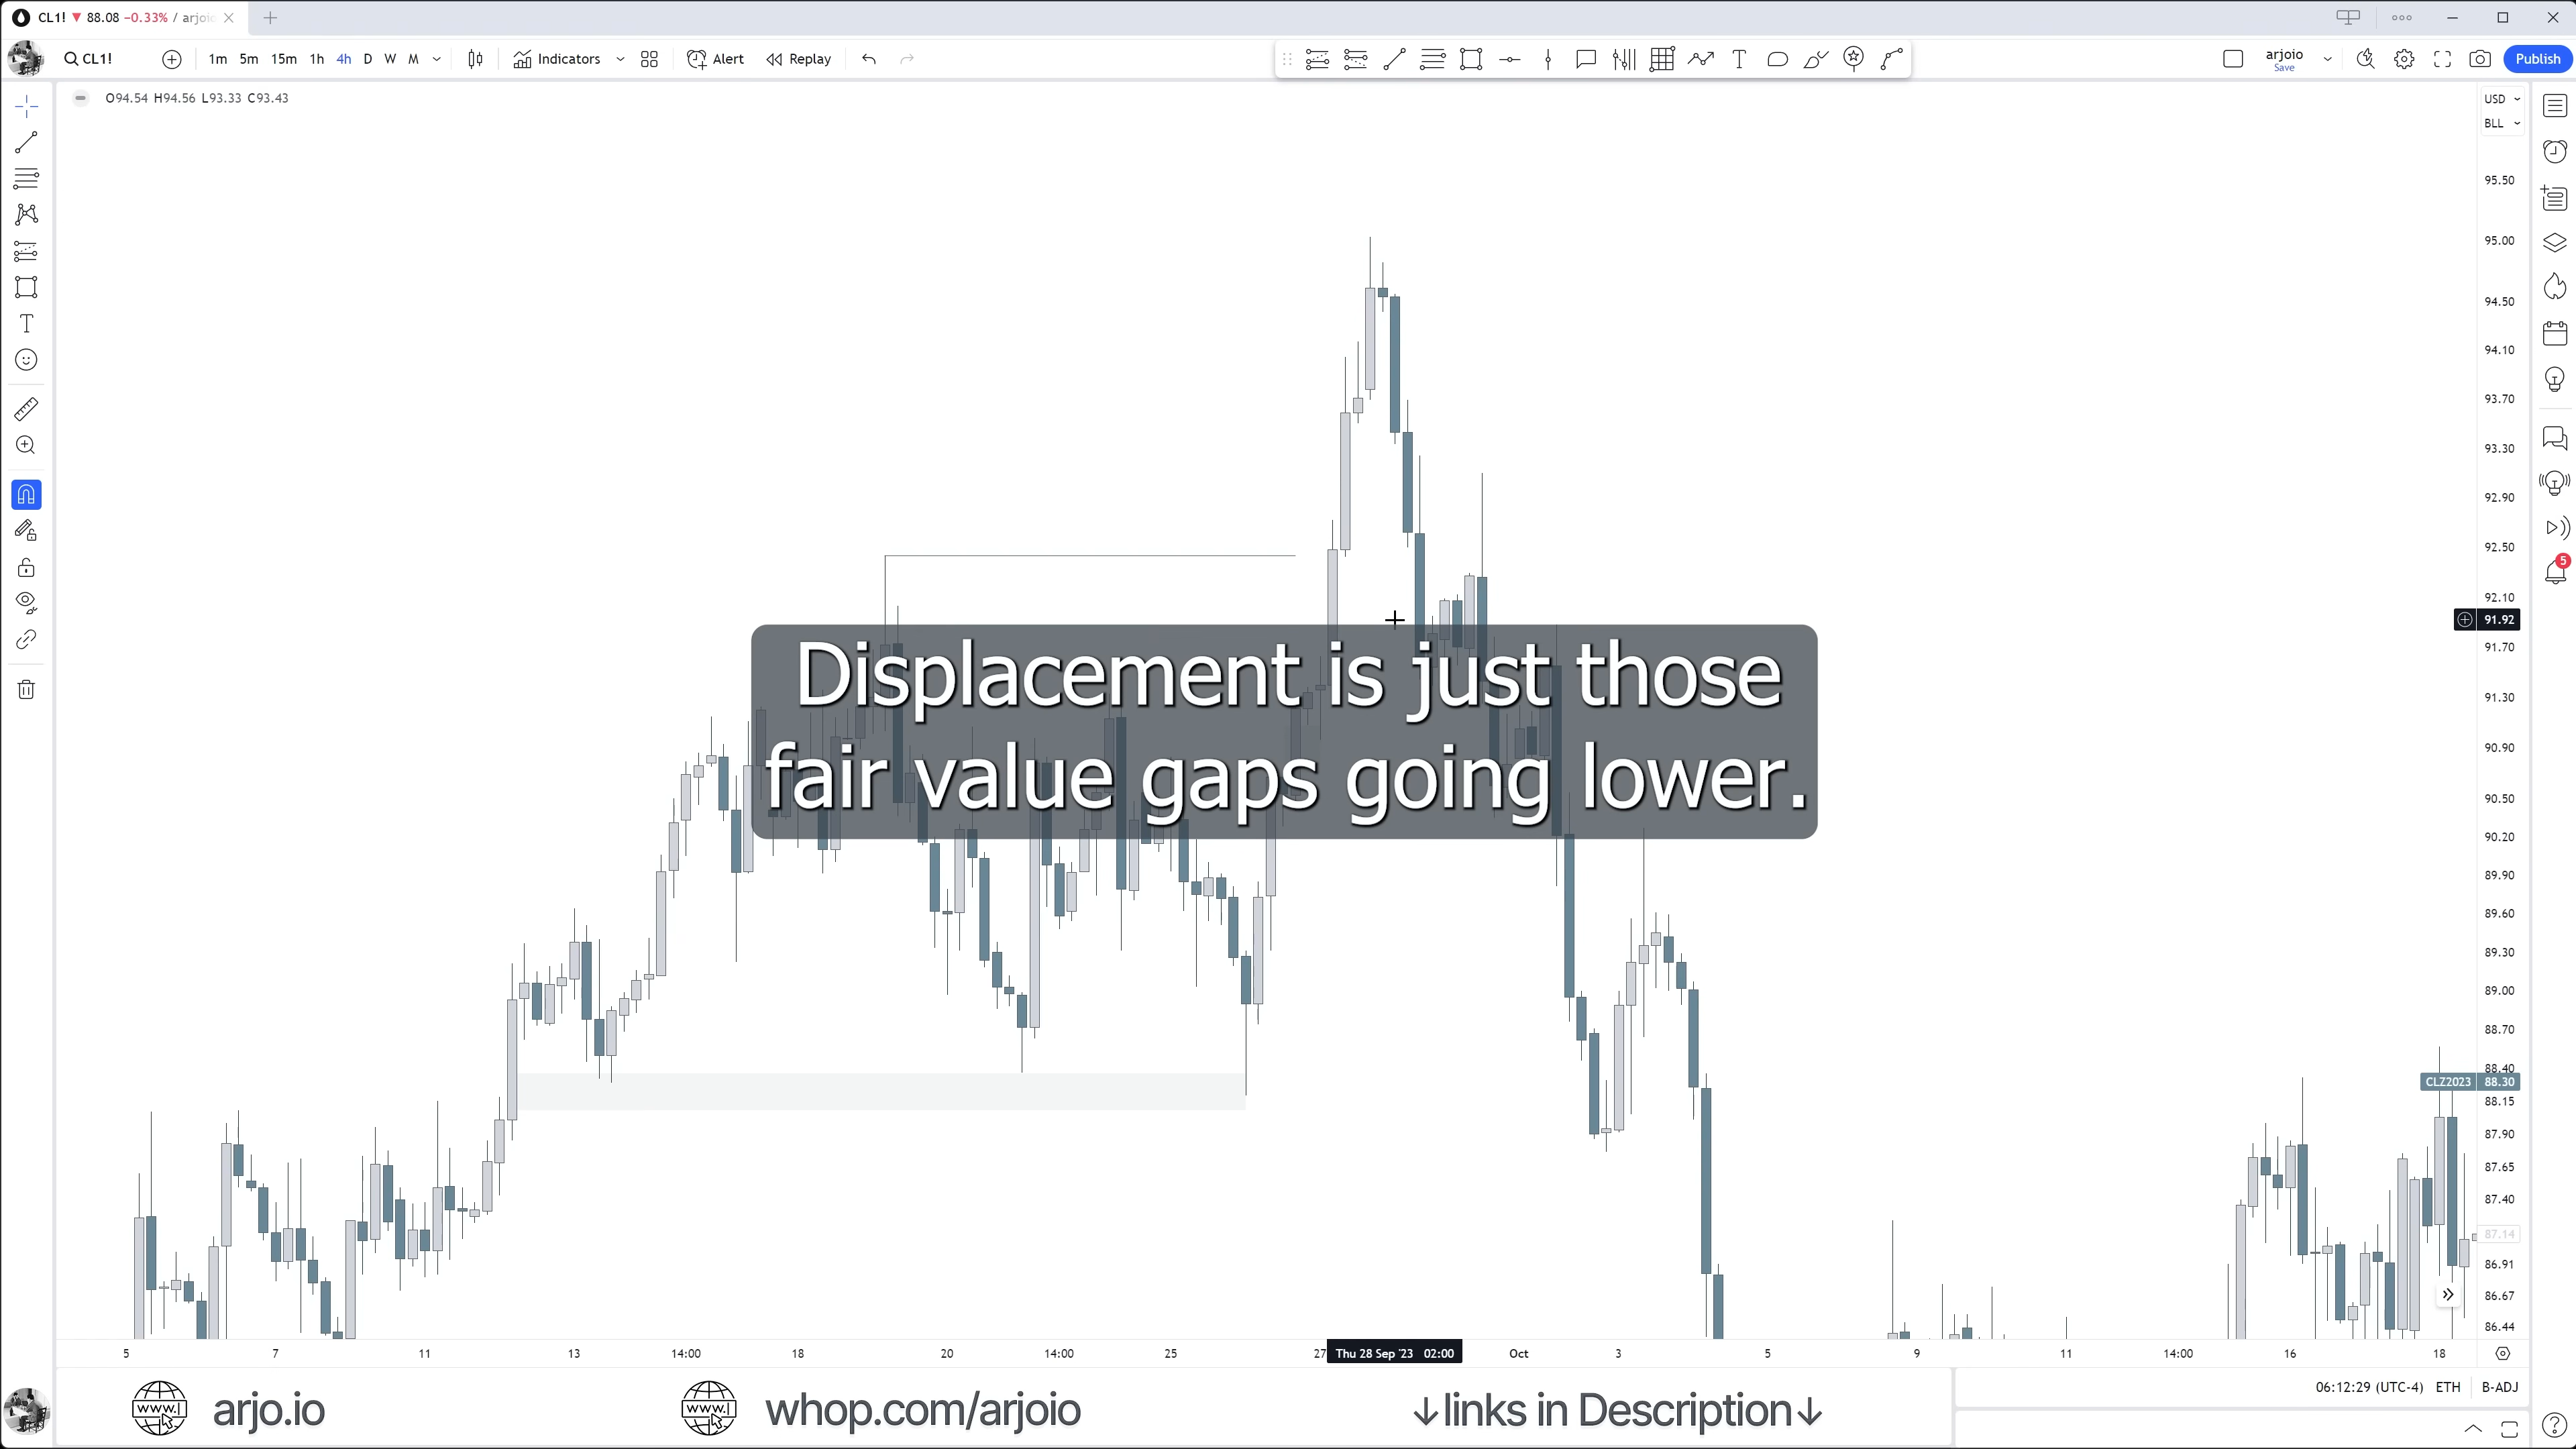 CL1! ▼ 88.08 −0.33% / arjoio
CL1!
1m 5m 15m 1h 4h D W M
Indicators
Alert
Replay
arjoio
Save
Publish
O94.54 H94.56 L93.33 C93.43
USD
BLL
95.50
95.00
94.50
94.10
93.70
93.30
92.90
92.50
92.10
91.92
91.70
91.30
90.90
90.50
90.20
89.90
89.60
89.30
89.00
88.70
88.40
CLZ2023 88.30
88.15
87.90
87.65
87.40
87.14
86.91
86.67
86.44
5
Displacement is just those
fair value gaps going lower.
5 7 11 13 14:00 18 20 14:00 25 27 Thu 28 Sep '23 02:00 Oct 3 5 9 11 14:00 16 18
06:12:29 (UTC-4) ETH B-ADJ
www. arjo.io
www. whop.com/arjoio
↓links in Description↓